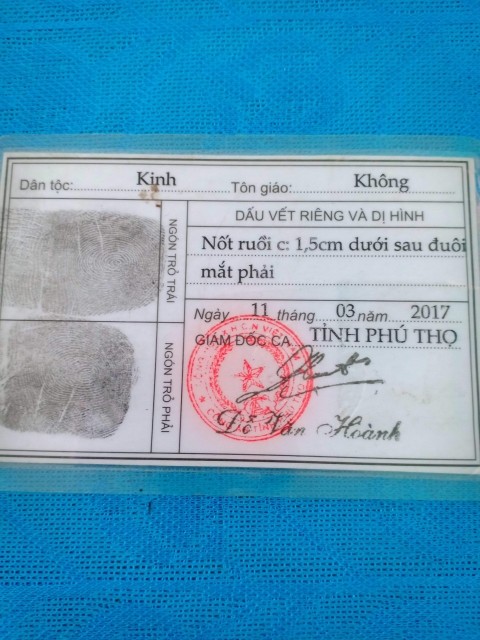 Dân tộc: Kinh Tôn giáo: Không
NGÓN TRỎ TRÁI
NGÓN TRỎ PHẢI
DẤU VẾT RIÊNG VÀ DỊ HÌNH
Nốt ruồi c: 1,5cm dưới sau đuôi
mắt phải
Ngày 11 tháng 03 năm 2017
GIÁM ĐỐC CA TỈNH PHÚ THỌ
Đỗ Văn Hoành